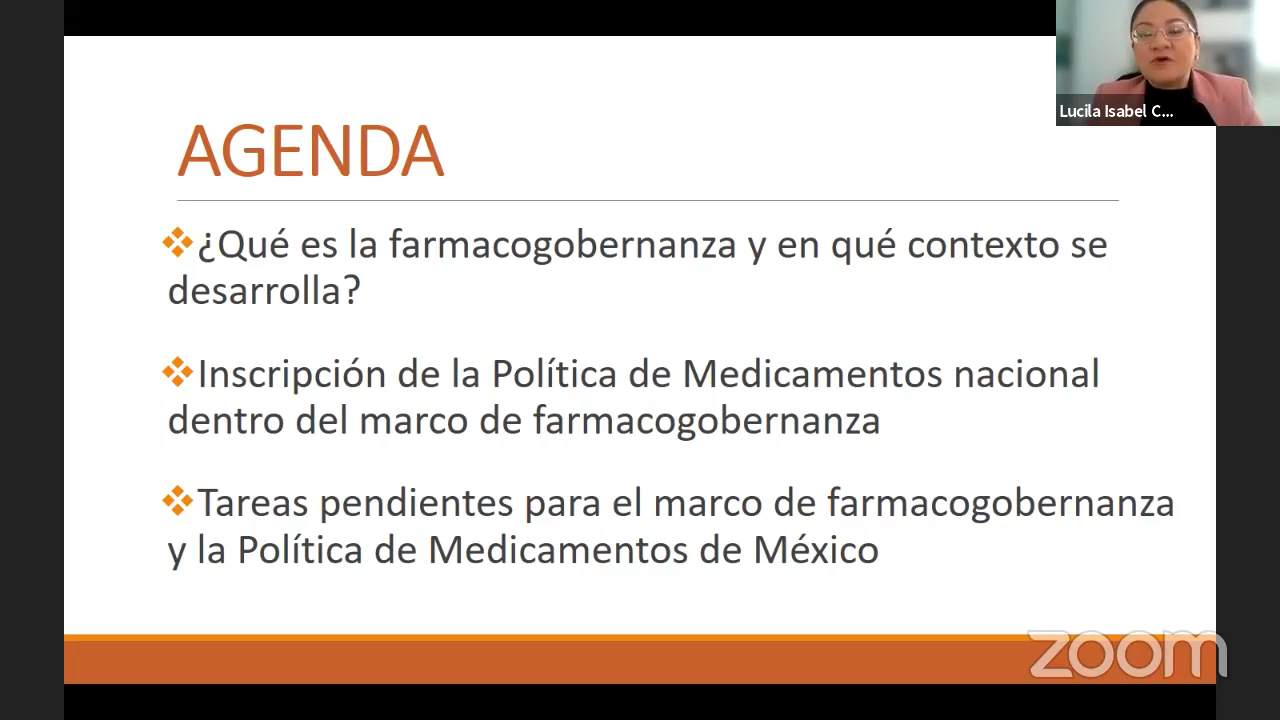 Lucila Isabel C...
AGENDA
¿Qué es la farmacogobernanza y en qué contexto se
desarrolla?
Inscripción de la Política de Medicamentos nacional
dentro del marco de farmacogobernanza
Tareas pendientes para el marco de farmacogobernanza
y la Política de Medicamentos de México
zoom